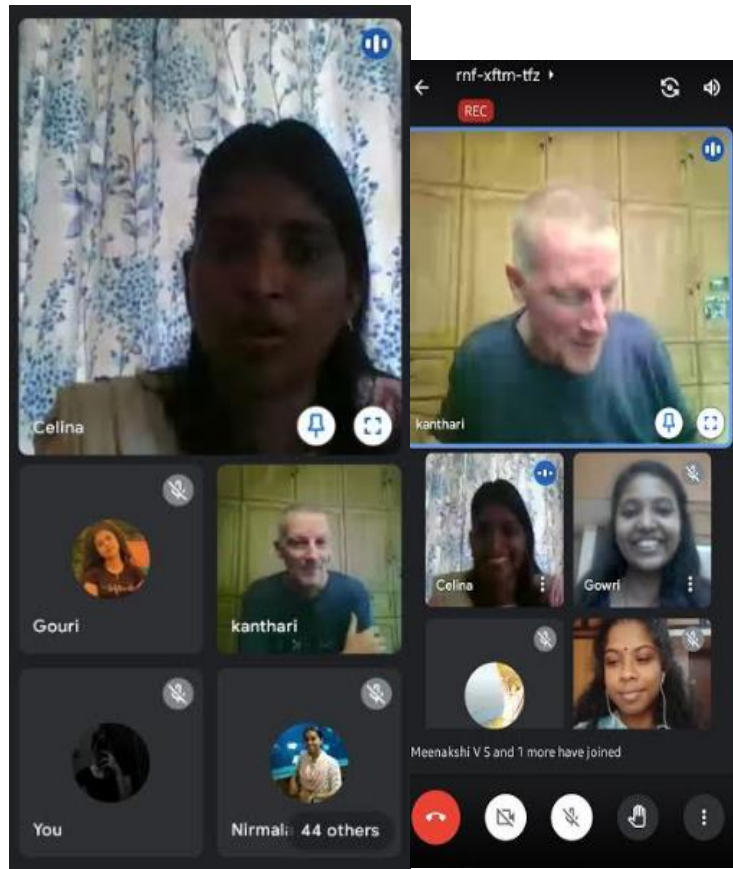 Celina
Gouri
kanthari
You
Nirmala
44 others
rnf-xftm-tfz
REC
kanthari
Celina
Gowri
Meenakshi V S and 1 more have joined